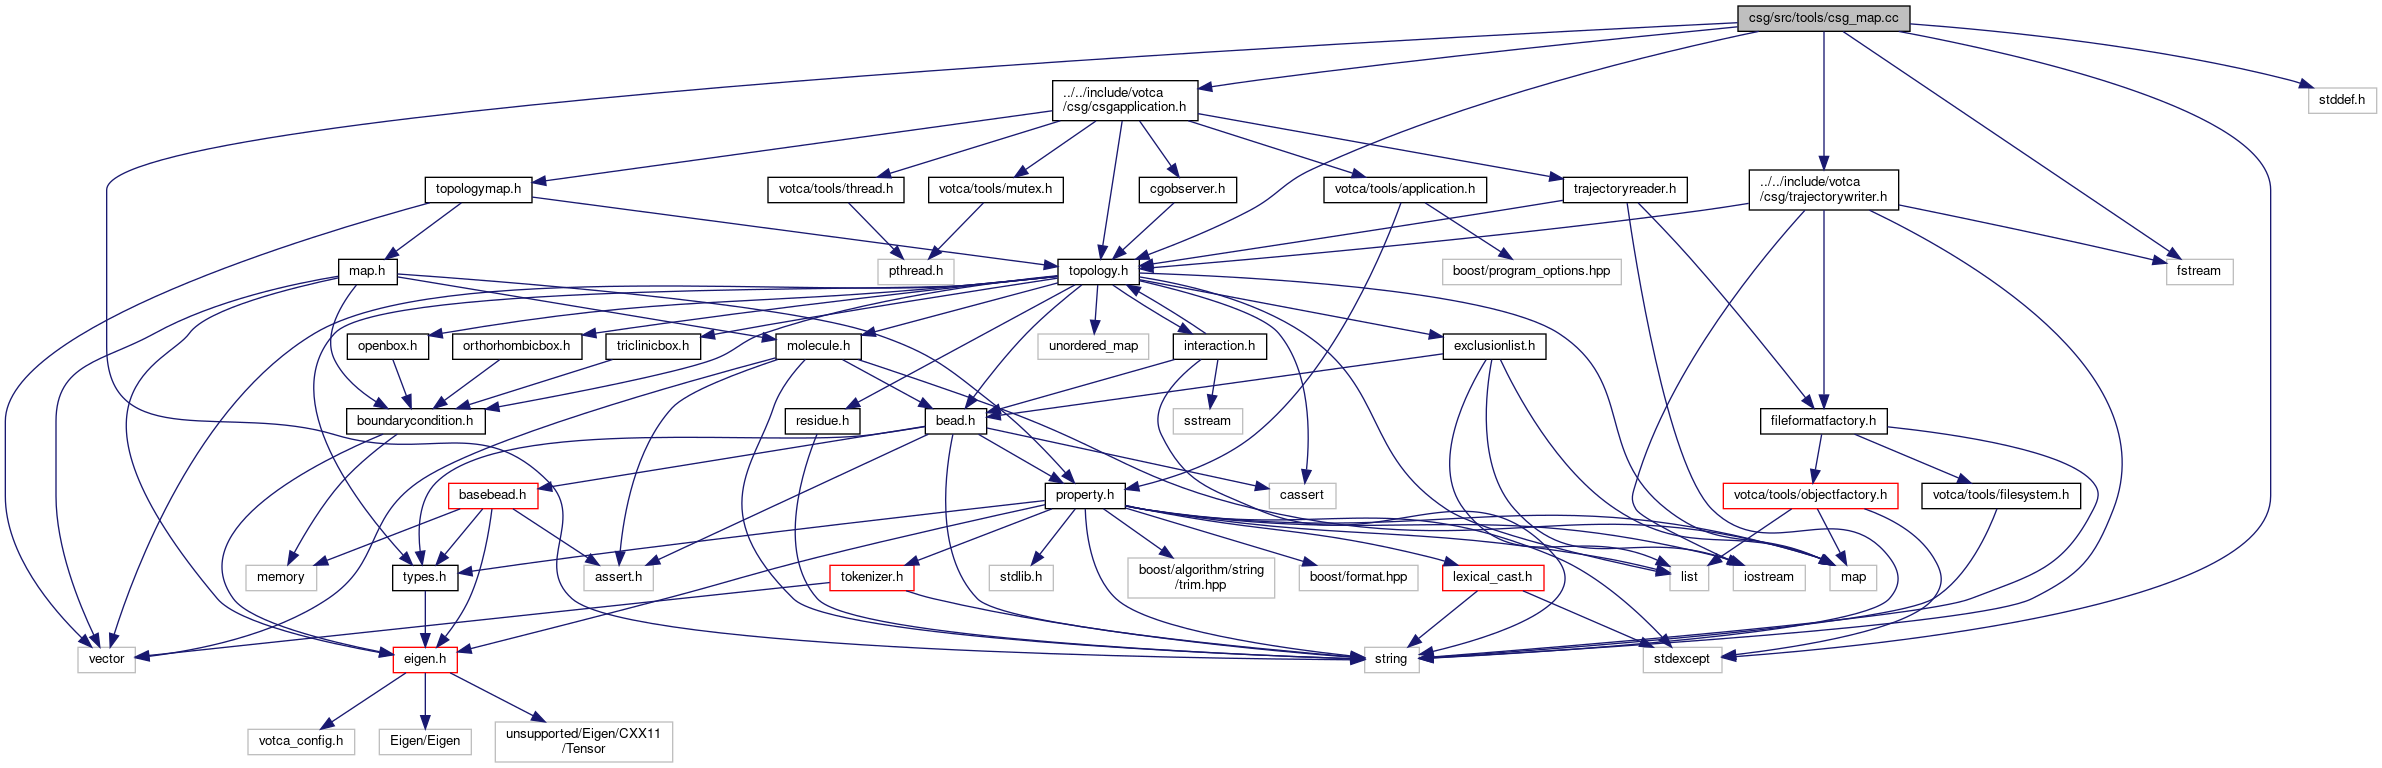 csg/src/tools/csg_map.cc
../../include/votca
/csg/csgapplication.h
stddef.h
topologymap.h
votca/tools/thread.h
votca/tools/mutex.h
cgobserver.h
votca/tools/application.h
trajectoryreader.h
../../include/votca
/csg/trajectorywriter.h
map.h
pthread.h
topology.h
boost/program_options.hpp
fstream
openbox.h
orthorhombicbox.h
triclinicbox.h
molecule.h
unordered_map
interaction.h
exclusionlist.h
boundarycondition.h
residue.h
bead.h
sstream
fileformatfactory.h
basebead.h
property.h
cassert
votca/tools/objectfactory.h
votca/tools/filesystem.h
memory
types.h
assert.h
tokenizer.h
stdlib.h
boost/algorithm/string
/trim.hpp
boost/format.hpp
lexical_cast.h
list
iostream
map
vector
eigen.h
string
stdexcept
votca_config.h
Eigen/Eigen
unsupported/Eigen/CXX11
/Tensor